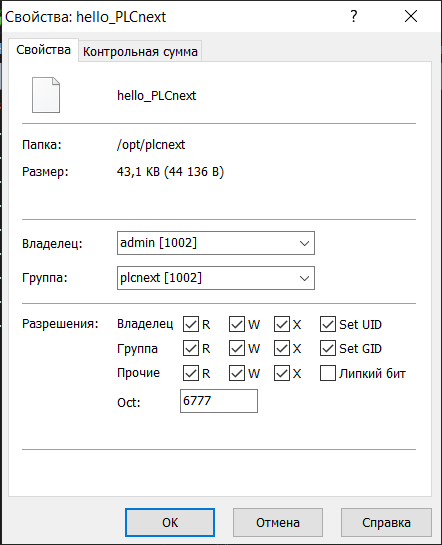 Свойства: hello_PLCnext
?
Свойства Контрольная сумма
hello_PLCnext
Папка: /opt/plcnext
Размер: 43,1 KB (44 136 B)
Владелец: admin [1002]
Группа: plcnext [1002]
Разрешения: Владелец R W X Set UID
Группа R W X Set GID
Прочие R W X Липкий бит
Oct: 6777
OK Отмена Справка